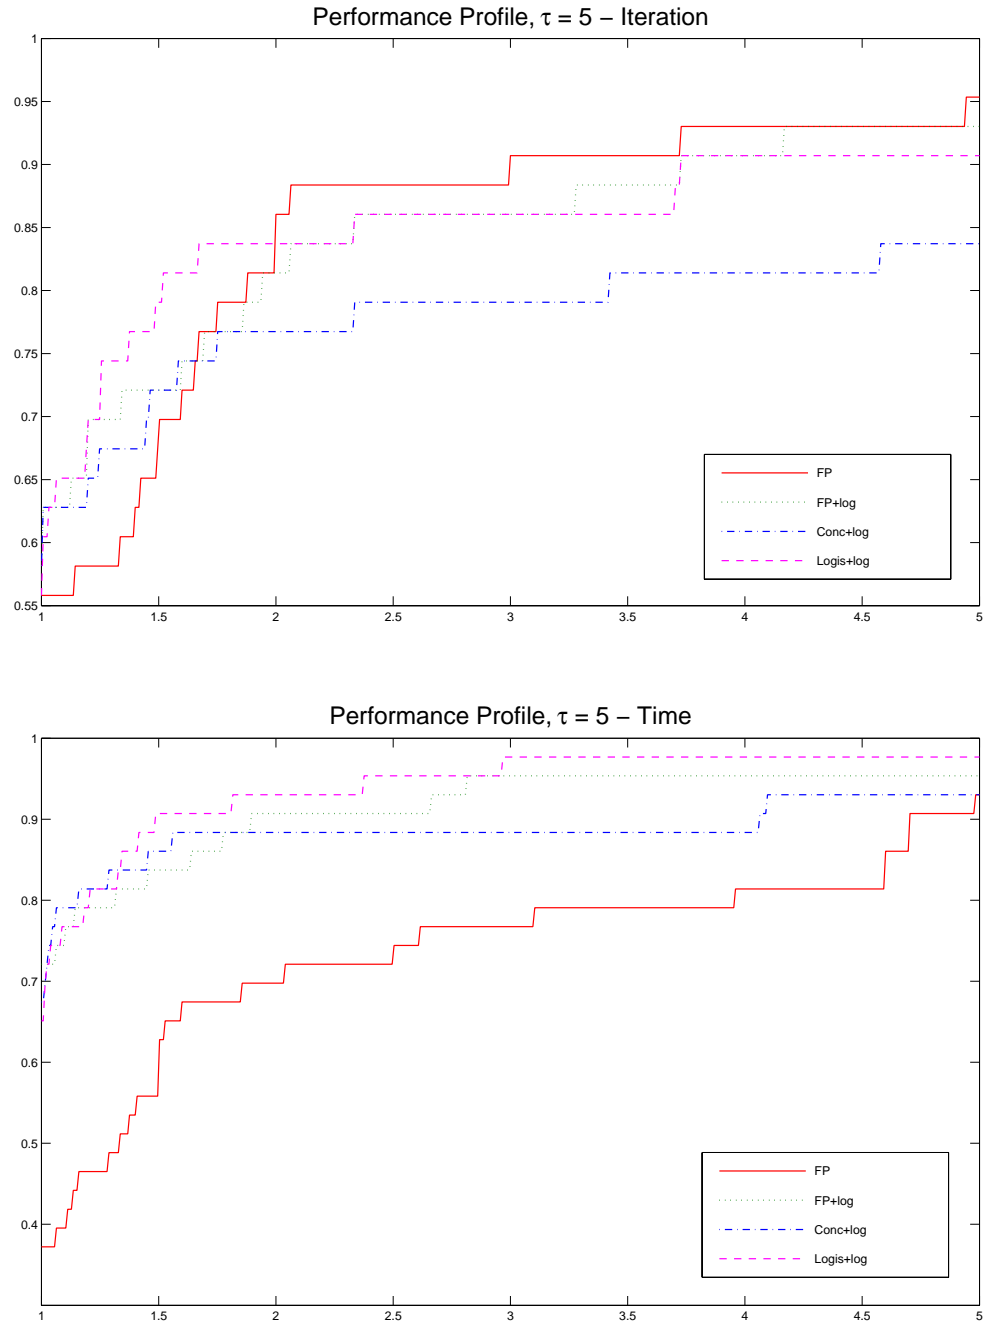 Performance Profile, τ = 5 – Iteration
1
0.95
0.9
0.85
0.8
0.75
0.7
0.65
0.6
0.55
1 1.5 2 2.5 3 3.5 4 4.5 5
FP
FP+log
Conc+log
Logis+log
Performance Profile, τ = 5 – Time
1
0.9
0.8
0.7
0.6
0.5
0.4
1 1.5 2 2.5 3 3.5 4 4.5 5
FP
FP+log
Conc+log
Logis+log